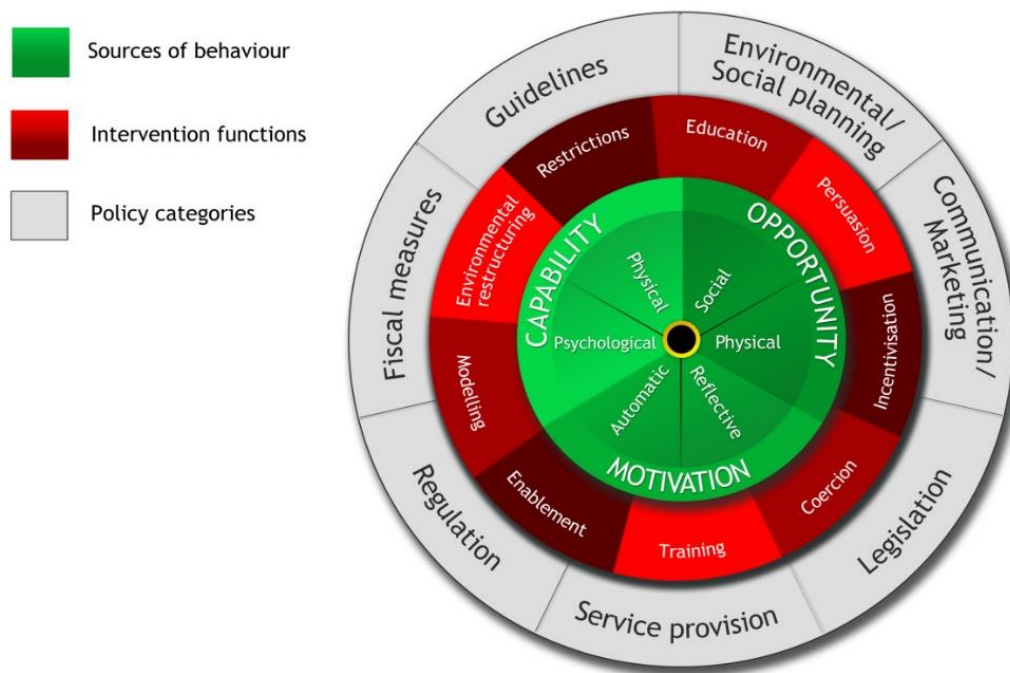 Sources of behaviour
Intervention functions
Policy categories
Guidelines
Environmental/
Social planning
Communication/
Marketing
Legislation
Service provision
Regulation
Fiscal measures
Restrictions
Education
Persuasion
Incentivisation
Coercion
Training
Enablement
Modelling
Environmental
restructuring
CAPABILITY
OPPORTUNITY
MOTIVATION
Physical
Social
Psychological
Physical
Automatic
Reflective